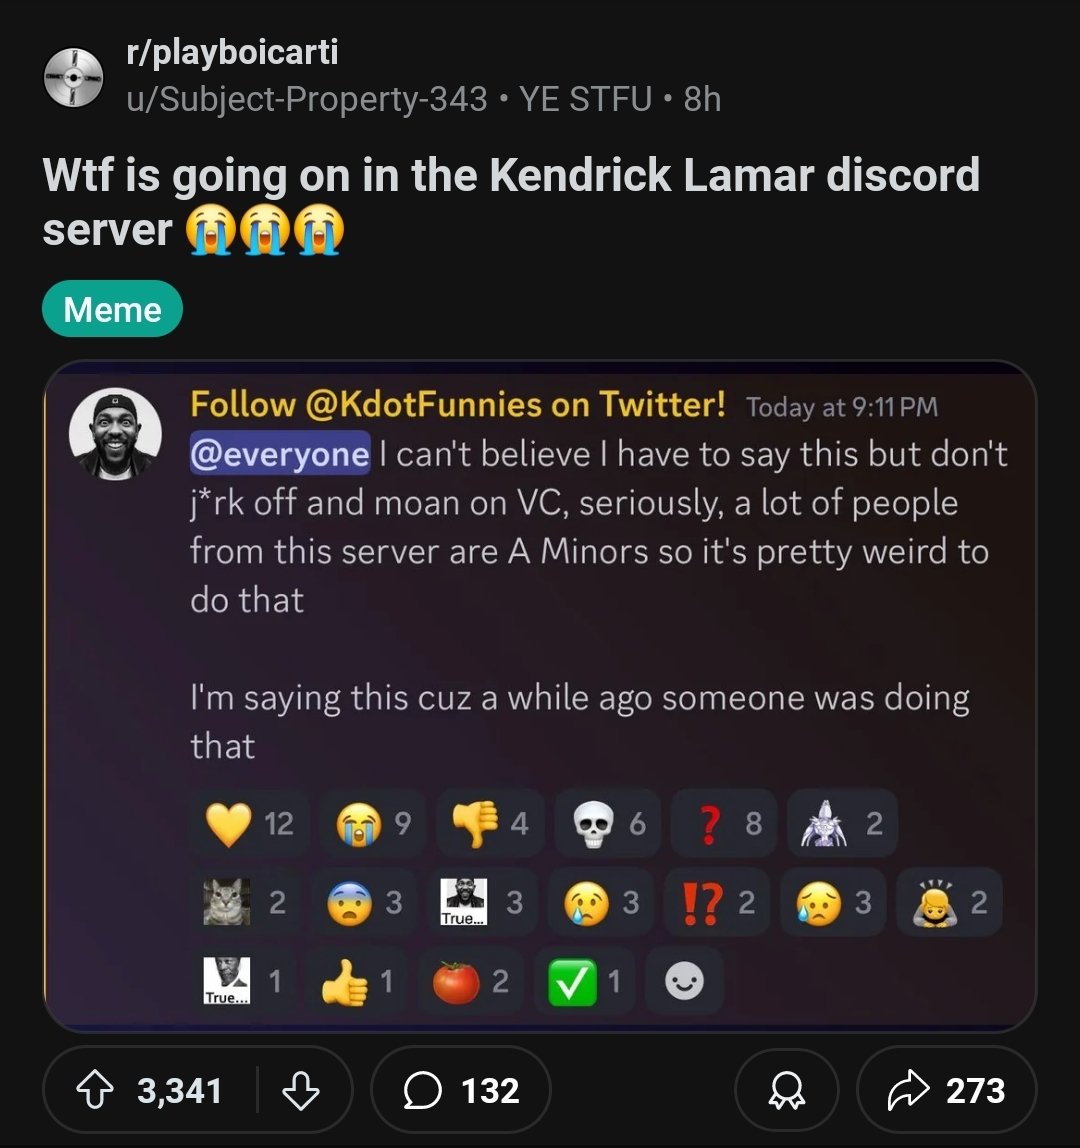 r/playboicarti
u/Subject-Property-343 • YE STFU • 8h
Wtf is going on in the Kendrick Lamar discord
server 😭😭😭
Meme
Follow @KdotFunnies on Twitter! Today at 9:11 PM
@everyone I can't believe I have to say this but don't
j*rk off and moan on VC, seriously, a lot of people
from this server are A Minors so it's pretty weird to
do that
I'm saying this cuz a while ago someone was doing
that
12 9 4 6 8 2
2 3 True... 3 3 2 3 2
True... 1 1 2 1
3,341 132 273